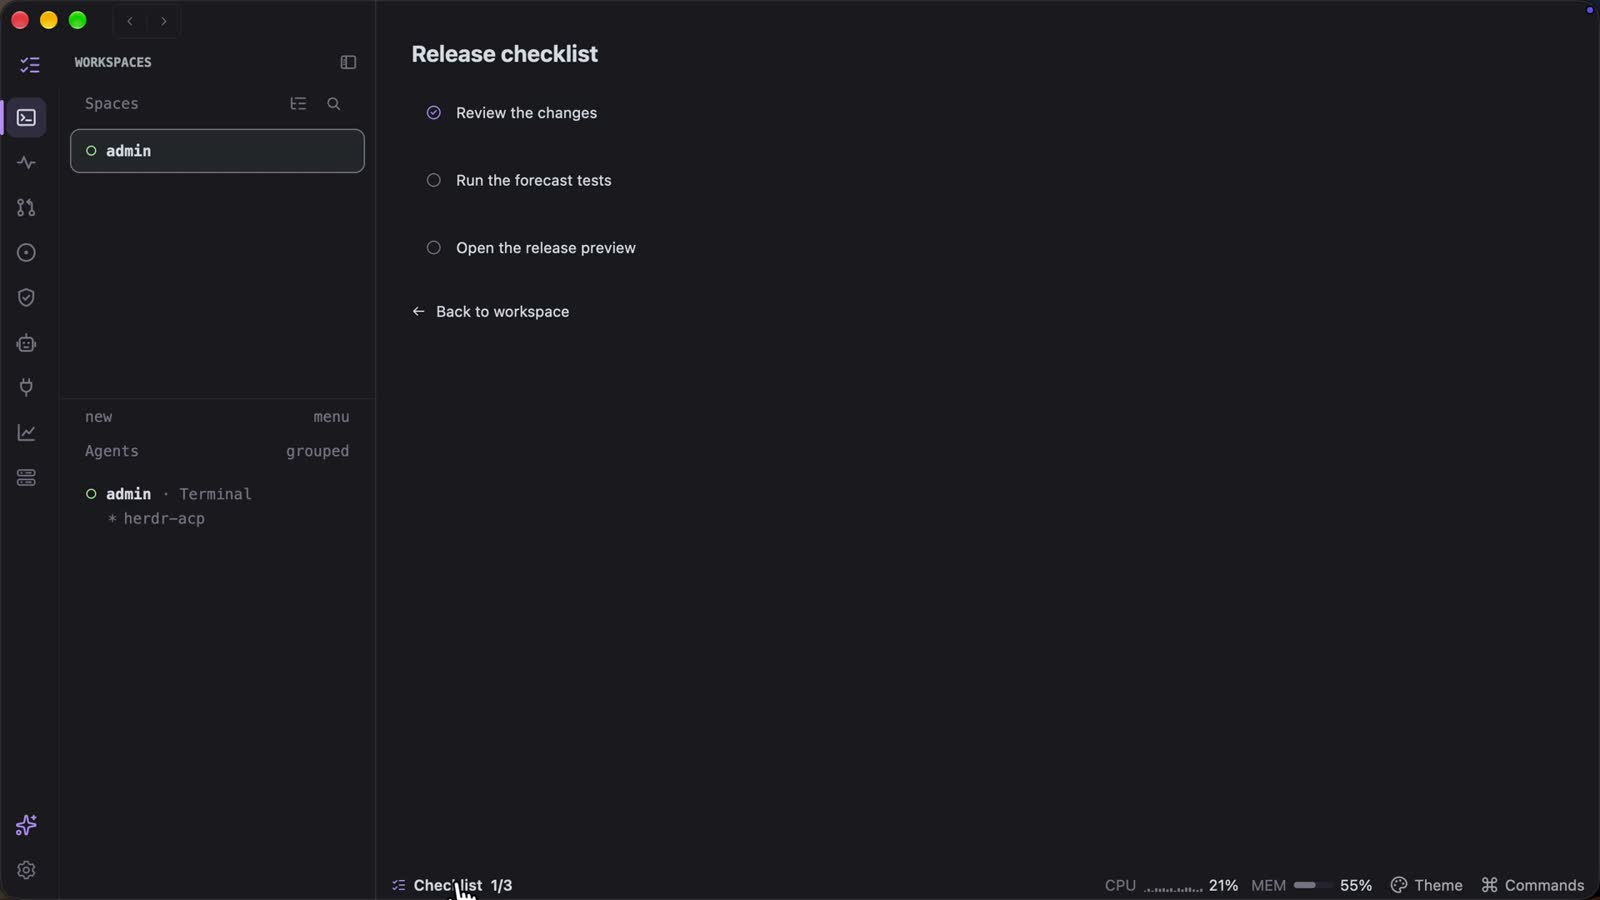 WORKSPACES
Spaces
admin
new menu
Agents grouped
admin · Terminal
* herdr-acp
Release checklist
Review the changes
Run the forecast tests
Open the release preview
← Back to workspace
Checklist 1/3
CPU 21% MEM 55% Theme ⌘ Commands